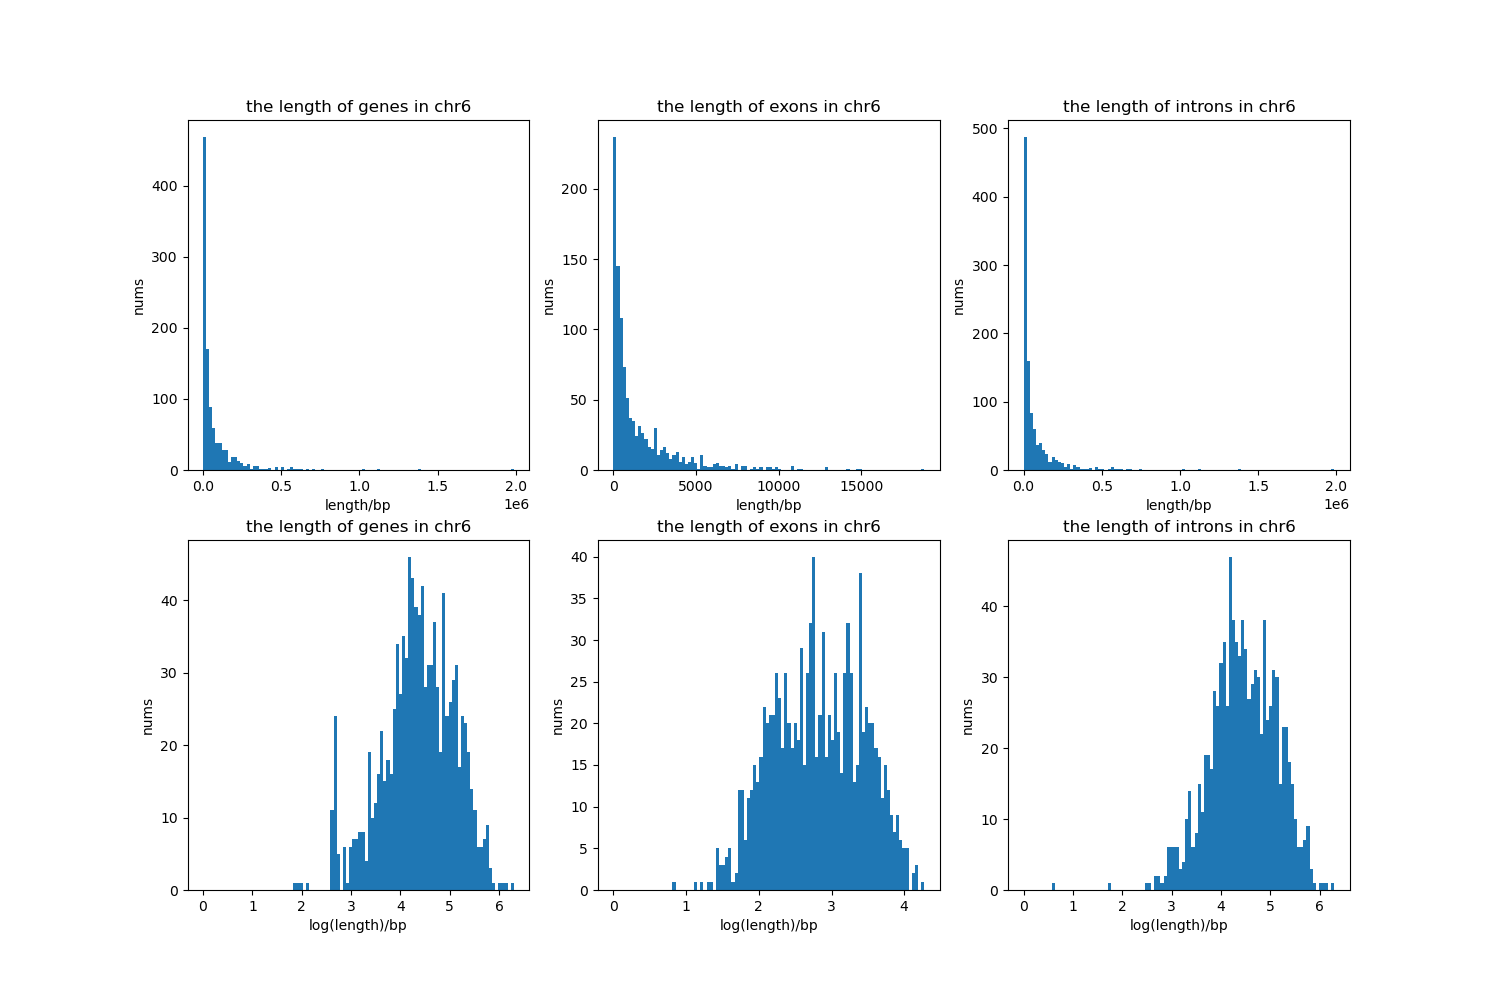 the length of genes in chr6
nums
400
300
200
100
0
0.0 0.5 1.0 1.5 2.0
1e6
length/bp
the length of exons in chr6
nums
200
150
100
50
0
0 5000 10000 15000
length/bp
the length of introns in chr6
nums
500
400
300
200
100
0
0.0 0.5 1.0 1.5 2.0
1e6
length/bp
the length of genes in chr6
nums
40
30
20
10
0
0 1 2 3 4 5 6
log(length)/bp
the length of exons in chr6
nums
40
35
30
25
20
15
10
5
0
0 1 2 3 4
log(length)/bp
the length of introns in chr6
nums
40
30
20
10
0
0 1 2 3 4 5 6
log(length)/bp